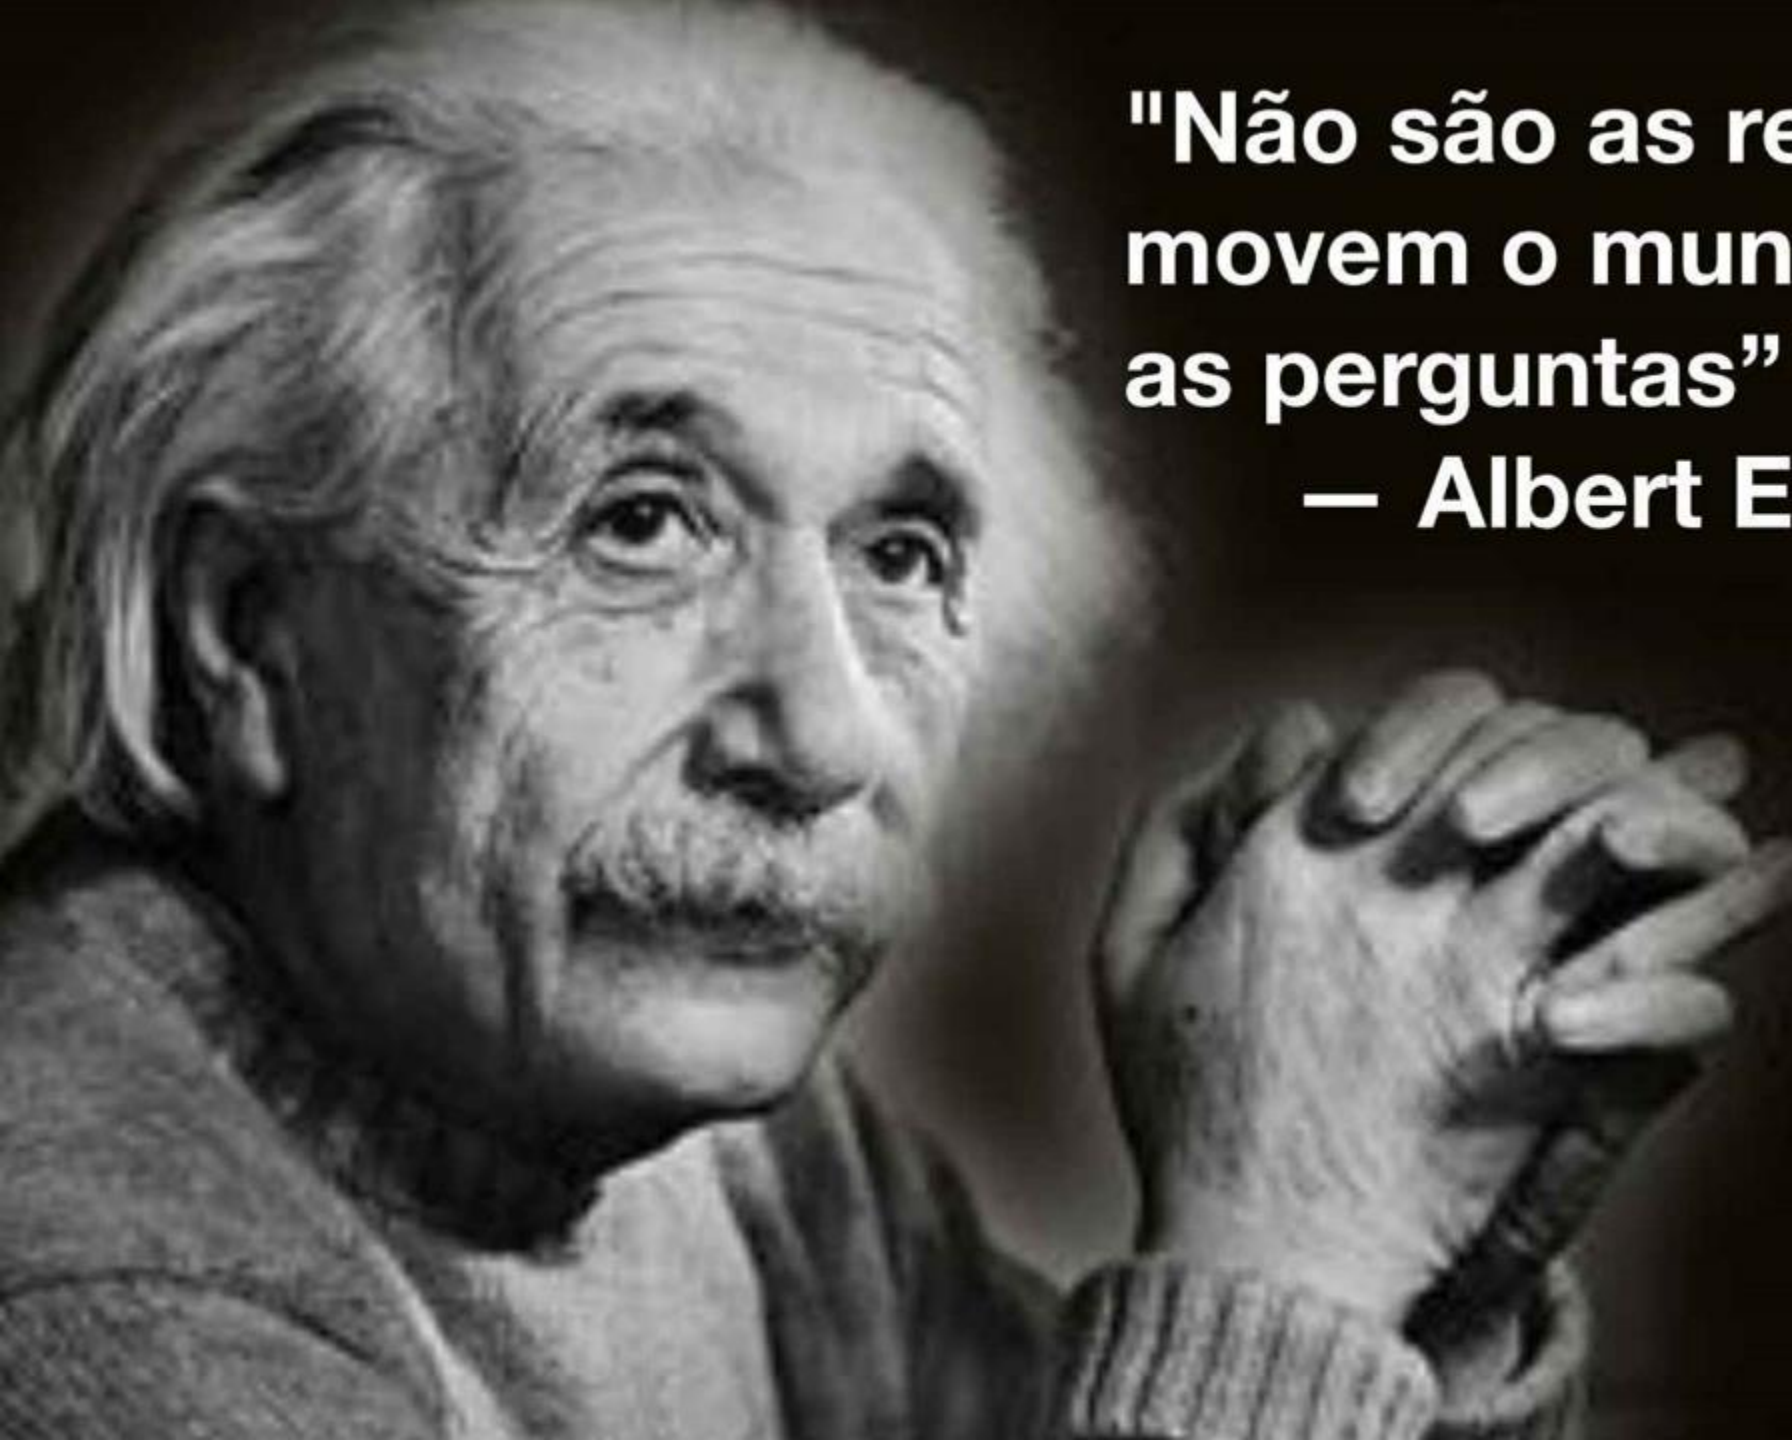 "Não são as re
movem o mun
as perguntas”
— Albert E